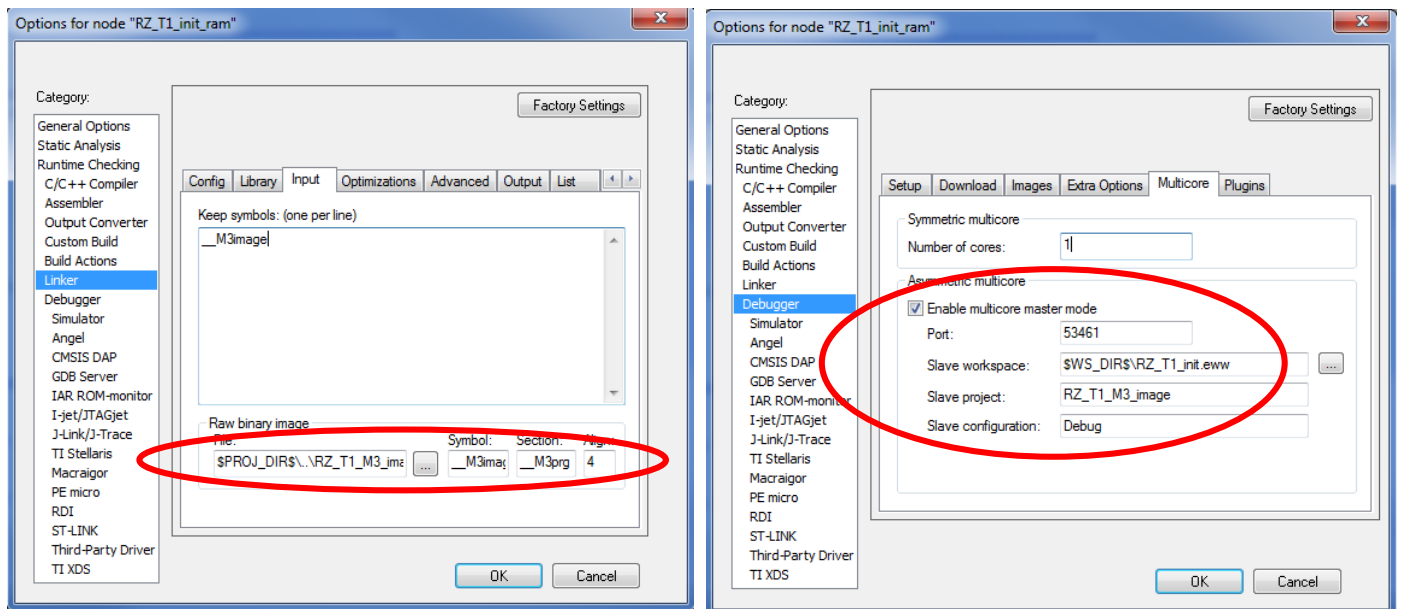 Options for node "RZ_T1_init_ram"
Category:
Factory Settings
General Options
Static Analysis
Runtime Checking
C/C++ Compiler
Assembler
Output Converter
Custom Build
Build Actions
Linker
Debugger
Simulator
Angel
CMSIS DAP
GDB Server
IAR ROM-monitor
I-jet/JTAGjet
J-Link/J-Trace
TI Stellaris
Macraigor
PE micro
RDI
ST-LINK
Third-Party Driver
TI XDS
Config Library Input Optimizations Advanced Output List
Keep symbols: (one per line)
__M3image
Raw binary image
File: Symbol: Section: Align:
$PROJ_DIR$\..\RZ_T1_M3_ima ... __M3imag __M3prg 4
OK Cancel
Options for node "RZ_T1_init_ram"
Category:
Factory Settings
General Options
Static Analysis
Runtime Checking
C/C++ Compiler
Assembler
Output Converter
Custom Build
Build Actions
Linker
Debugger
Simulator
Angel
CMSIS DAP
GDB Server
IAR ROM-monitor
I-jet/JTAGjet
J-Link/J-Trace
TI Stellaris
Macraigor
PE micro
RDI
ST-LINK
Third-Party Driver
TI XDS
Setup Download Images Extra Options Multicore Plugins
Symmetric multicore
Number of cores: 1
Asymmetric multicore
Enable multicore master mode
Port: 53461
Slave workspace: $WS_DIR$\RZ_T1_init.eww ...
Slave project: RZ_T1_M3_image
Slave configuration: Debug
OK Cancel